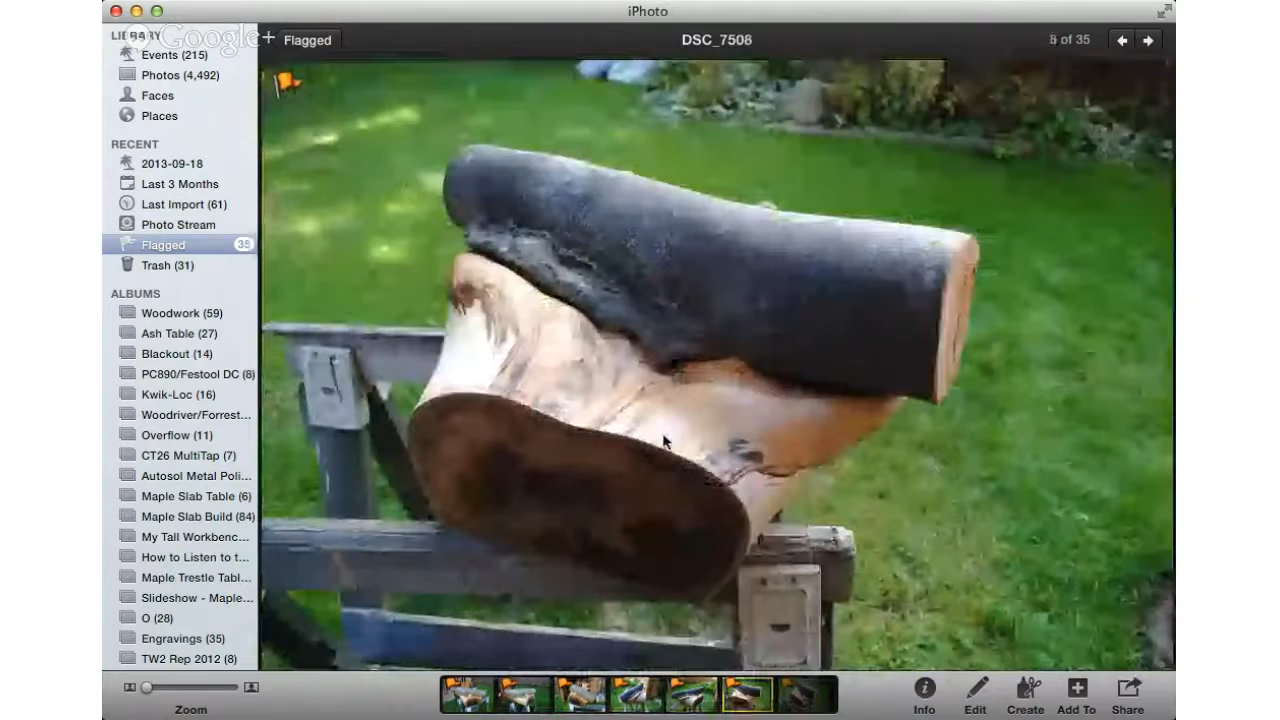 iPhoto
LIBRARY
Google+
Flagged
DSC_7508
5 of 35
Events (215)
Photos (4,492)
Faces
Places
RECENT
2013-09-18
Last 3 Months
Last Import (61)
Photo Stream
Flagged 35
Trash (31)
ALBUMS
Woodwork (59)
Ash Table (27)
Blackout (14)
PC890/Festool DC (8)
Kwik-Loc (16)
Woodriver/Forrest...
Overflow (11)
CT26 MultiTap (7)
Autosol Metal Poli...
Maple Slab Table (6)
Maple Slab Build (84)
My Tall Workbenc...
How to Listen to t...
Maple Trestle Tabl...
Slideshow - Maple...
O (28)
Engravings (35)
TW2 Rep 2012 (8)
Zoom
Info
Edit
Create
Add To
Share